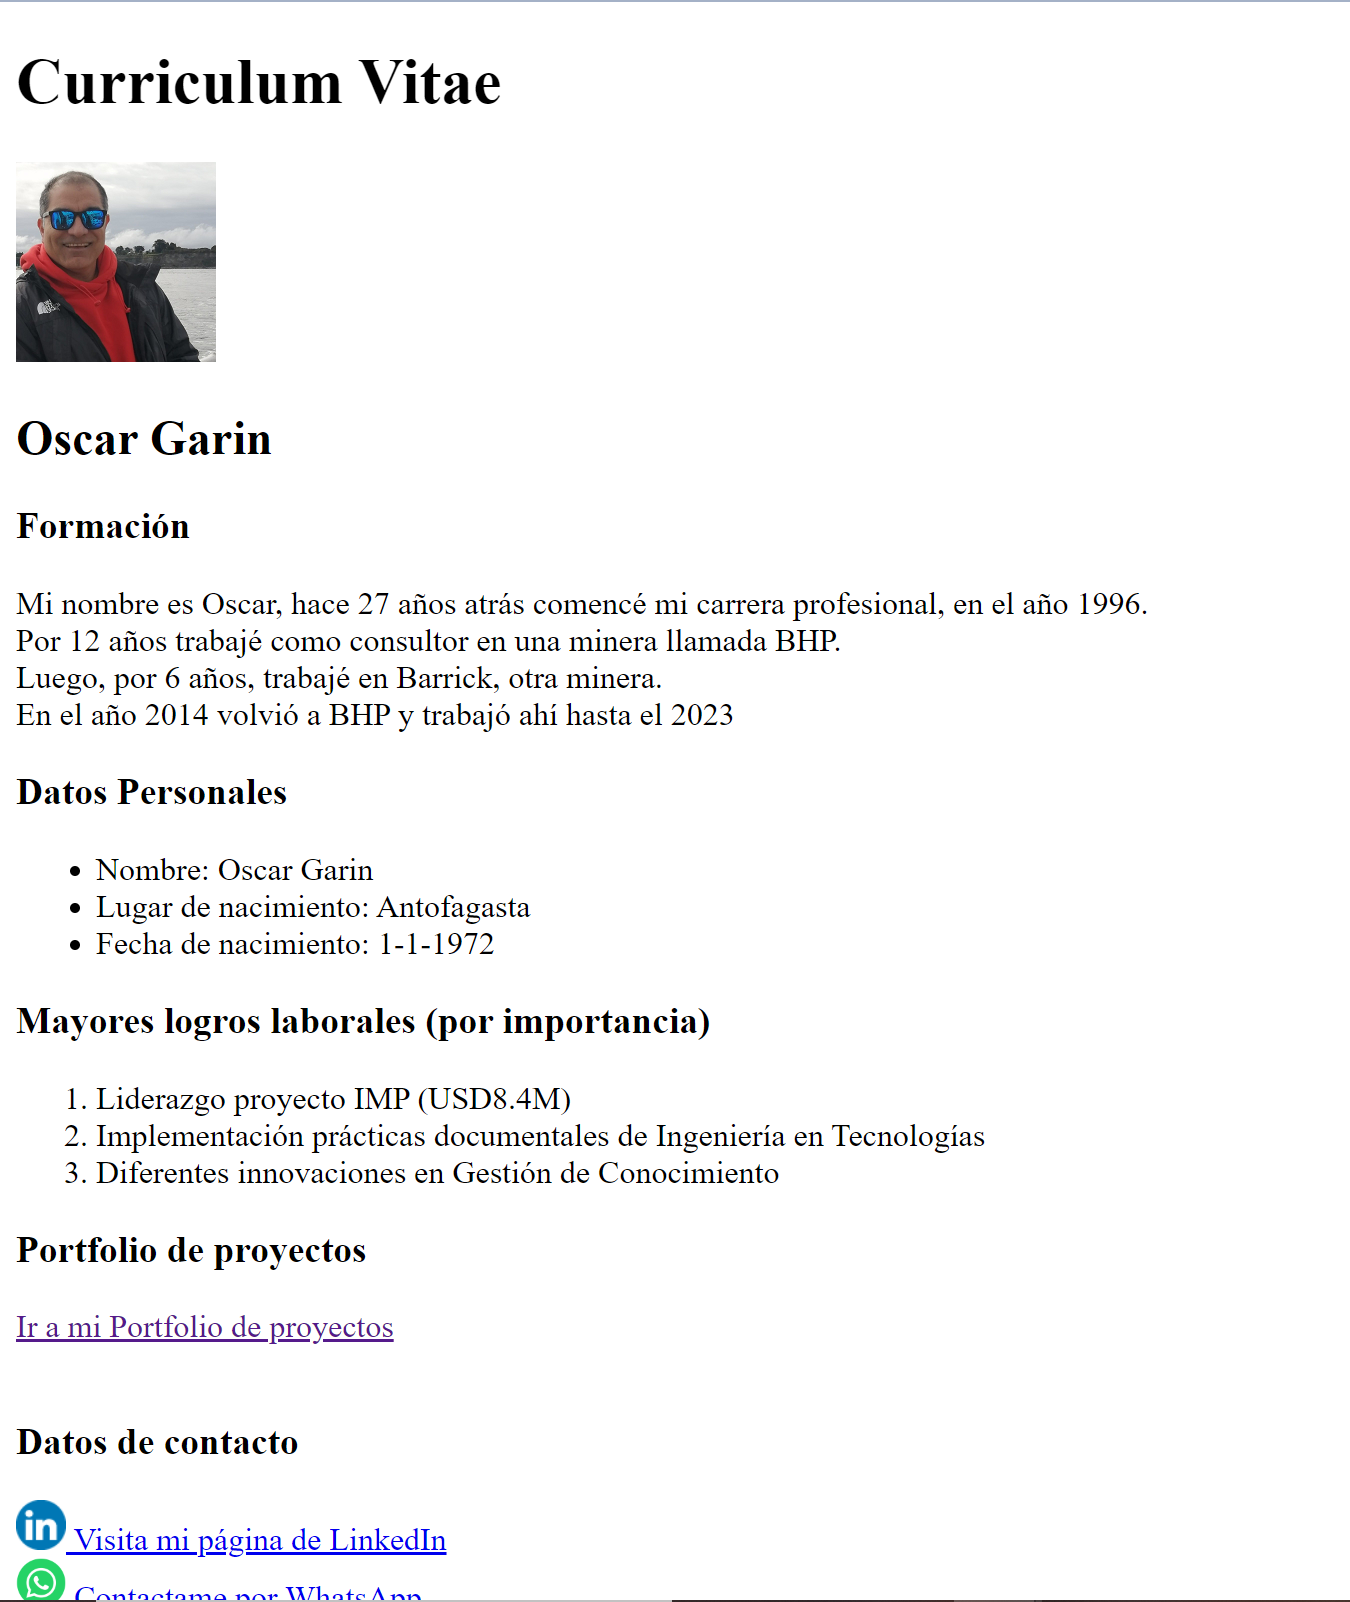 Curriculum Vitae
Oscar Garin
Formación
Mi nombre es Oscar, hace 27 años atrás comencé mi carrera profesional, en el año 1996.
Por 12 años trabajé como consultor en una minera llamada BHP.
Luego, por 6 años, trabajé en Barrick, otra minera.
En el año 2014 volvió a BHP y trabajó ahí hasta el 2023
Datos Personales
• Nombre: Oscar Garin
• Lugar de nacimiento: Antofagasta
• Fecha de nacimiento: 1-1-1972
Mayores logros laborales (por importancia)
1. Liderazgo proyecto IMP (USD8.4M)
2. Implementación prácticas documentales de Ingeniería en Tecnologías
3. Diferentes innovaciones en Gestión de Conocimiento
Portfolio de proyectos
Ir a mi Portfolio de proyectos
Datos de contacto
in Visita mi página de LinkedIn
Contactame por WhatsApp